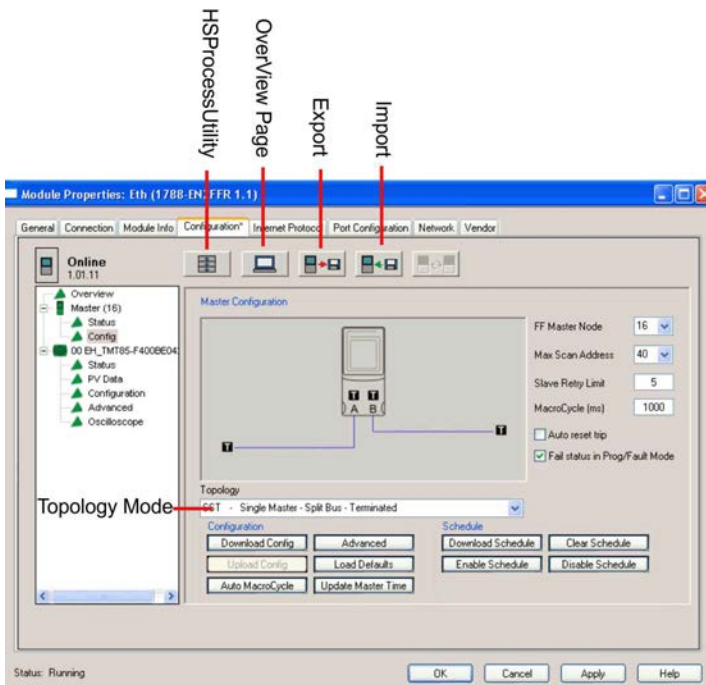 HSProcessUtility
OverView Page
Export
Import
Module Properties: Eth (1788-EN2FFR 1.1)
General Connection Module Info Configuration* Internet Protocol Port Configuration Network Vendor
Online
1.01.11
Overview
Master (16)
Status
Config
00 EH_TMT85-F400BE04
Status
PV Data
Configuration
Advanced
Oscilloscope
Master Configuration
T T
A B
T
T
FF Master Node 16
Max Scan Address 40
Slave Retry Limit 5
MacroCycle (ms) 1000
Auto reset trip
Fail status in Prog/Fault Mode
Topology
Topology Mode
SST - Single Master - Split Bus - Terminated
Configuration
Download Config Advanced
Upload Config Load Defaults
Auto MacroCycle Update Master Time
Schedule
Download Schedule Clear Schedule
Enable Schedule Disable Schedule
Status: Running
OK Cancel Apply Help